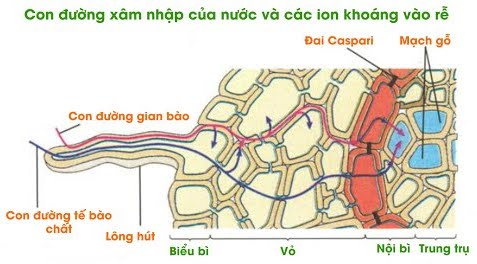 Con đường xâm nhập của nước và các ion khoáng vào rễ
Đai Caspari
Mạch gỗ
Con đường gian bào
Con đường tế bào
chất
Lông hút
Biểu bì
Vỏ
Nội bì
Trung trụ